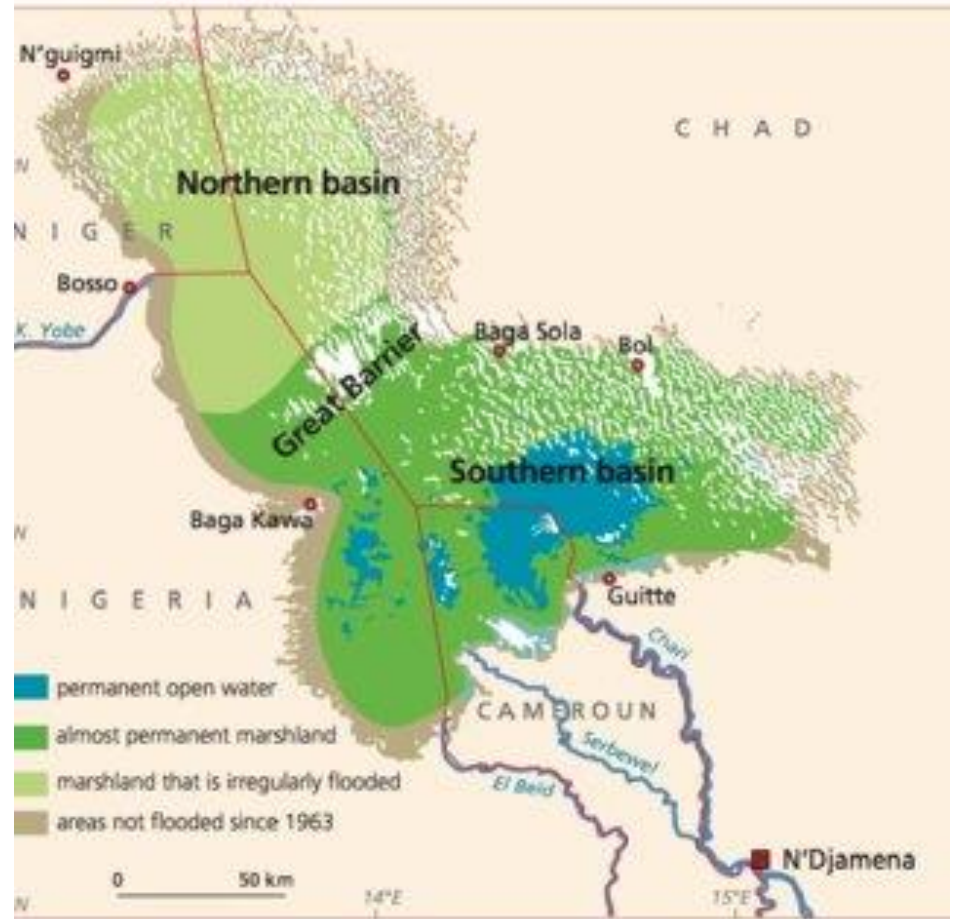 N'guigmi
C H A D
N
Northern basin
N I G E R
Bosso
K. Yobe
Baga Sola
Bol
Great Barrier
Southern basin
Baga Kawa
N
N I G E R I A
Guitte
Chari
permanent open water
C A M E R O U N
almost permanent marshland
Serbewel
marshland that is irregularly flooded
El Beid
areas not flooded since 1963
N'Djamena
0 50 km
14°E
15°E
N